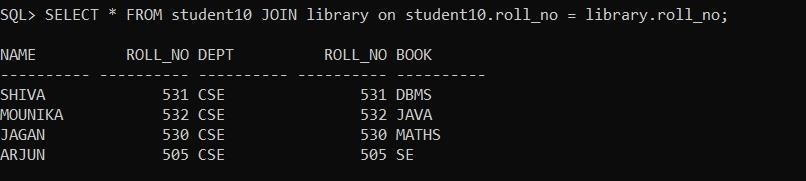 SQL> SELECT * FROM student10 JOIN library on student10.roll_no = library.roll_no;
NAME          ROLL_NO DEPT          ROLL_NO BOOK
---------- ---------- ---------- ---------- ----------
SHIVA             531 CSE               531 DBMS
MOUNIKA           532 CSE               532 JAVA
JAGAN             530 CSE               530 MATHS
ARJUN             505 CSE               505 SE